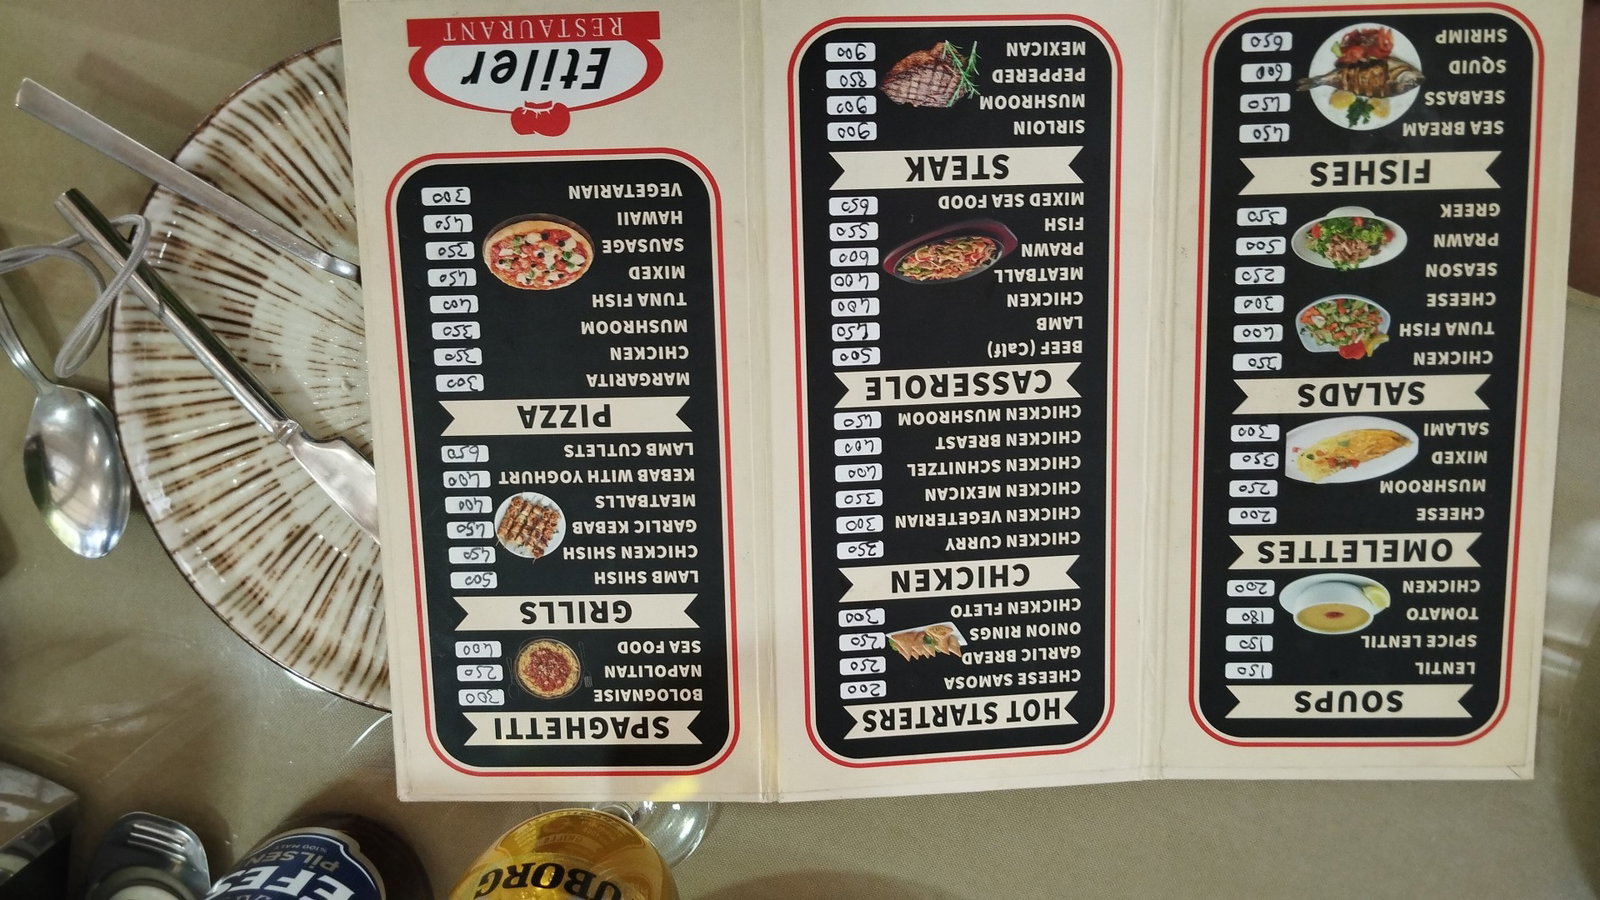 SOUPS
LENTIL 150
SPICE LENTIL 150
TOMATO 180
CHICKEN 200
OMELETTES
CHEESE 200
MUSHROOM 250
MIXED 350
SALAMI 300
SALADS
CHICKEN 350
TUNA FISH 400
CHEESE 300
SEASON 250
PRAWN 500
GREEK 350
FISHES
SEA BREAM 450
SEABASS 450
SQUID 600
SHRIMP 650
HOT STARTERS
CHEESE SAMOSA 200
GARLIC BREAD 250
ONION RINGS 250
CHICKEN FLETO 300
CHICKEN
CHICKEN CURRY 250
CHICKEN VEGETERIAN 300
CHICKEN MEXICAN 350
CHICKEN SCHNITZEL 400
CHICKEN BREAST 400
CHICKEN MUSHROOM 450
CASSEROLE
BEEF (Calf) 500
LAMB 450
CHICKEN 400
MEATBALL 400
PRAWN 600
FISH 550
MIXED SEA FOOD 650
STEAK
SIRLOIN 900
MUSHROOM 900
PEPPERED 850
MEXICAN 900
SPAGHETTI
BOLOGNAISE 300
NAPOLITAN 250
SEA FOOD 400
GRILLS
LAMB SHISH 500
CHICKEN SHISH 450
GARLIC KEBAB 450
MEATBALLS 400
KEBAB WITH YOGHURT 400
LAMB CUTLETS 650
PIZZA
MARGARITA 300
CHICKEN 350
MUSHROOM 350
TUNA FISH 400
MIXED 450
SAUSAGE 350
HAWAII 450
VEGETARIAN 300
Etiler
RESTAURANT
EFES
PİLSEN
%100 MALT
UBORG